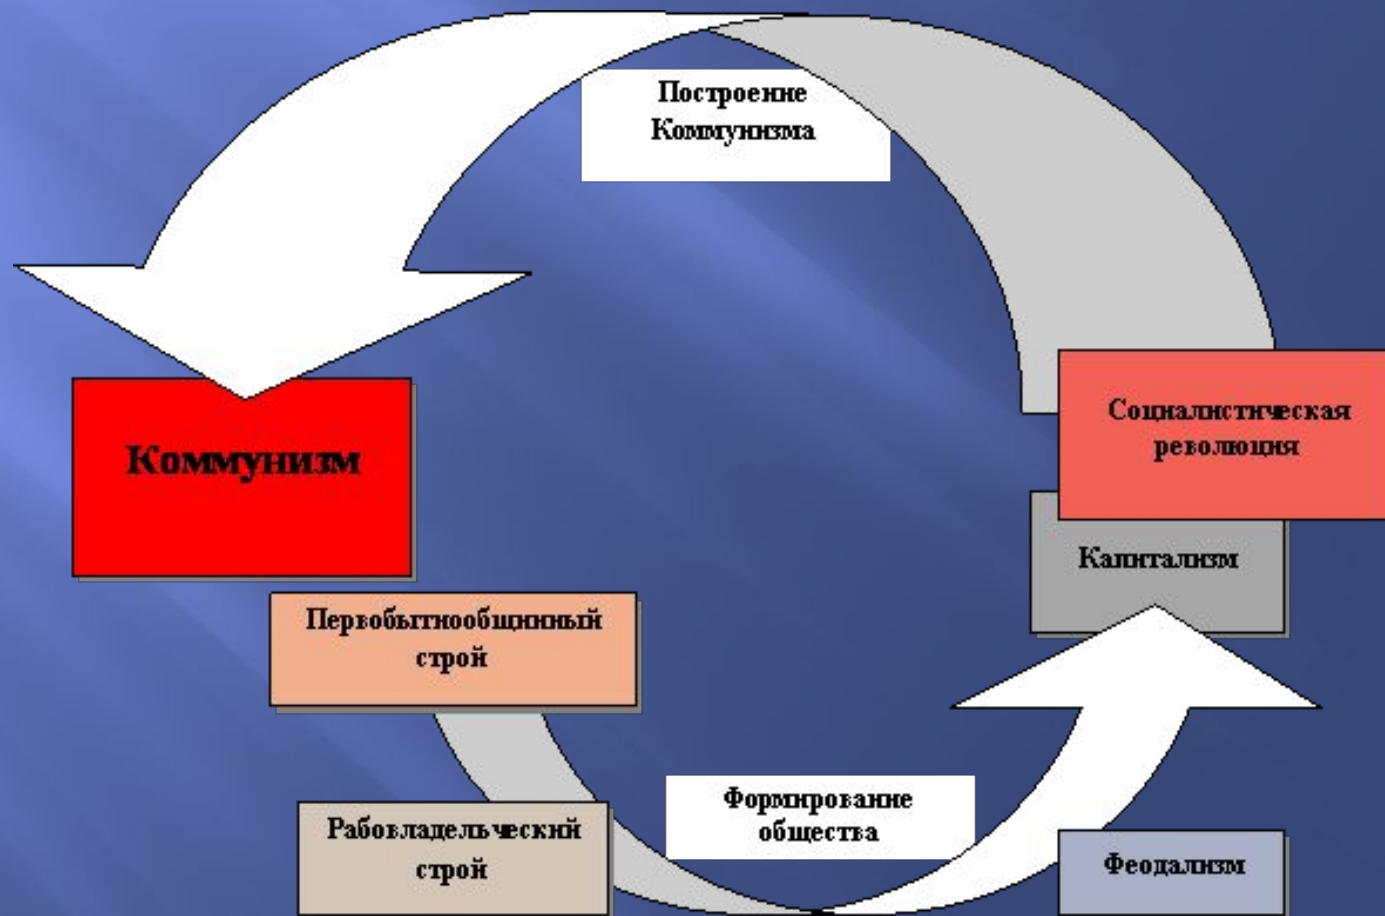 Построение
Коммунизма
Коммунизм
Социалистическая
революция
Капитализм
Первобытнообщинный
строй
Формирование
общества
Рабовладельческий
строй
Феодализм